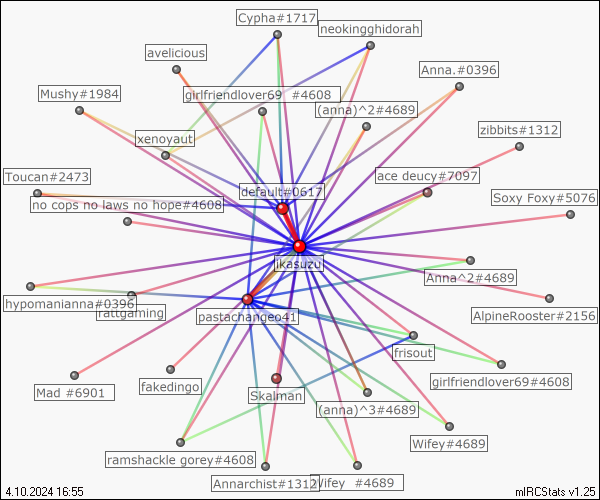 Cypha#1717
neokingghidorah
avelicious
Anna.#0396
Mushy#1984
girlfriendlover69 #4608
(anna)^2#4689
zibbits#1312
xenoyaut
Toucan#2473
ace deucy#7097
default#0617
no cops no laws no hope#4608
Soxy Foxy#5076
jkasuzu
Anna^2#4689
hypomanianna#0396
rattgaming
pastachangeo41
AlpineRooster#2156
frisout
Mad #6901
fakedingo
Skalman
girlfriendlover69#4608
(anna)^3#4689
Wifey#4689
ramshackle gorey#4608
Annarchist#1312
Wifey #4689
4.10.2024 16:55
mIRCStats v1.25